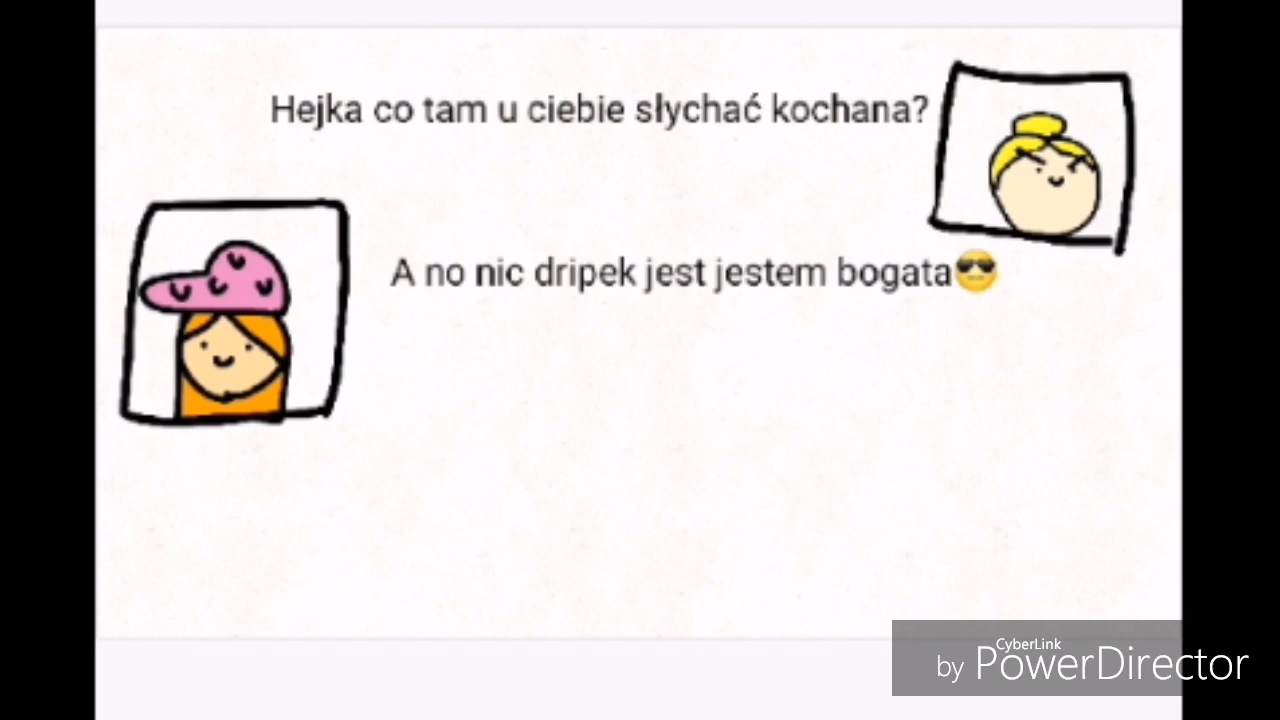 Hejka co tam u ciebie słychać kochana?
A no nic dripek jest jestem bogata😎
CyberLink
by PowerDirector